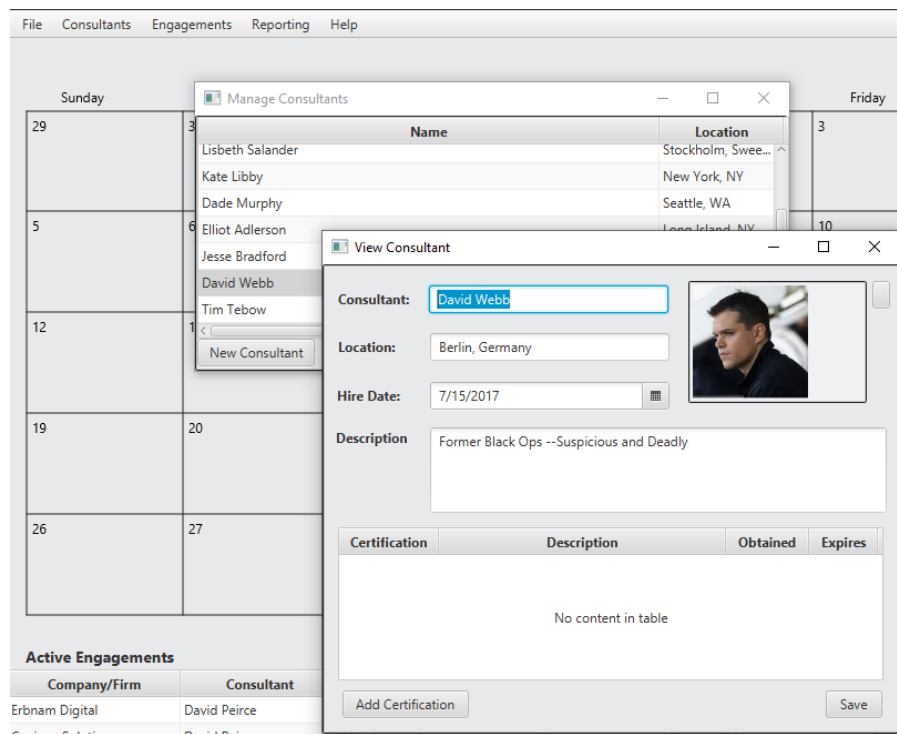 File Consultants Engagements Reporting Help
Sunday
Friday
29
3
5
10
12
19
20
26
27
Manage Consultants
Name Location
Lisbeth Salander Stockholm, Swee...
Kate Libby New York, NY
Dade Murphy Seattle, WA
Elliot Adlerson Long Island, NY
Jesse Bradford
David Webb
Tim Tebow
New Consultant
View Consultant
Consultant: David Webb
Location: Berlin, Germany
Hire Date: 7/15/2017
Description Former Black Ops --Suspicious and Deadly
Certification Description Obtained Expires
No content in table
Add Certification Save
Active Engagements
Company/Firm Consultant
Erbnam Digital David Peirce